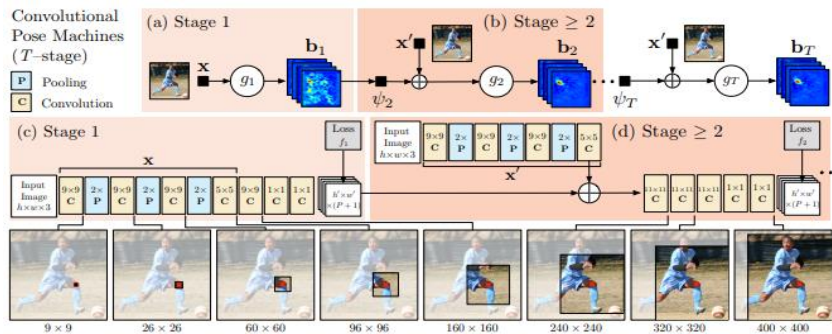 Convolutional
Pose Machines
(T–stage)
P Pooling
C Convolution
(a) Stage 1
x
g₁
b₁
(b) Stage ≥ 2
x′
ψ₂
g₂
b₂
x′
ψ_T
g_T
b_T
(c) Stage 1
Loss
f₁
x
Input
Image
h×w×3
9×9
C
2×
P
9×9
C
2×
P
9×9
C
2×
P
5×5
C
9×9
C
1×1
C
1×1
C
h′×w′
×(P+1)
(d) Stage ≥ 2
Input
Image
h×w×3
9×9
C
2×
P
9×9
C
2×
P
9×9
C
2×
P
5×5
C
x′
Loss
f₂
11×11
C
11×11
C
11×11
C
1×1
C
1×1
C
h′×w′
×(P+1)
9 × 9
26 × 26
60 × 60
96 × 96
160 × 160
240 × 240
320 × 320
400 × 400